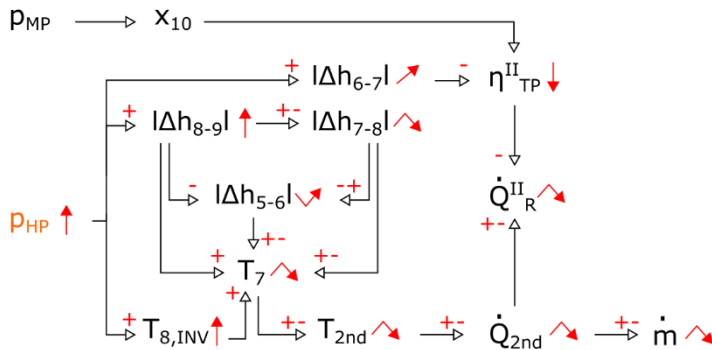 p_MP x_10
+ |Δh_6-7| - η^II_TP
+ |Δh_8-9| +- |Δh_7-8|
-
- |Δh_5-6| -+ Q̇^II_R
p_HP +- +-
+ T_7 +-
+
+ T_8,INV +- T_2nd +- Q̇_2nd +- ṁ